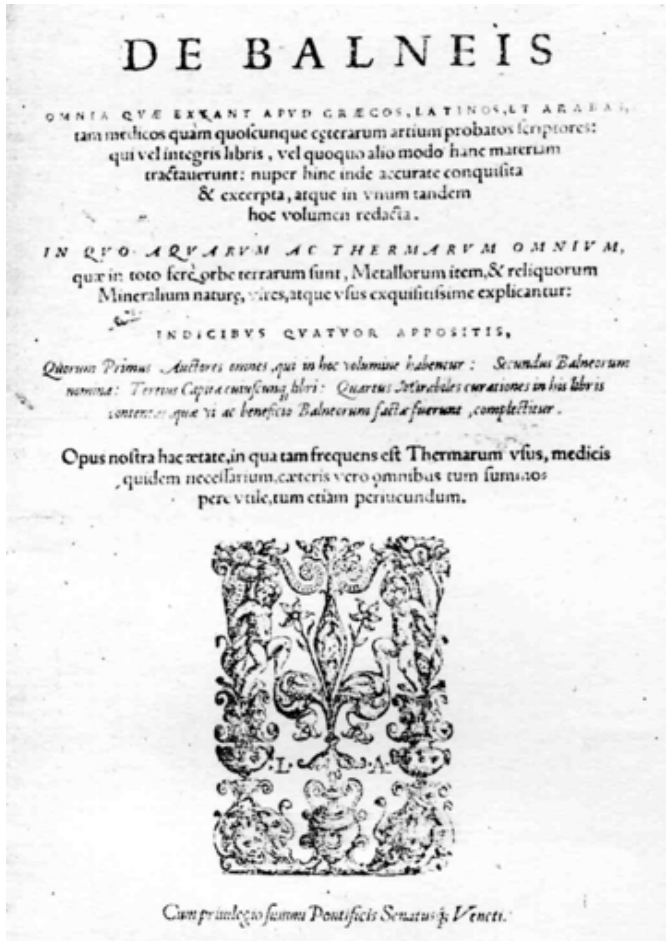 DE BALNEIS
OMNIA QVÆ EXTANT APVD GRÆCOS, LATINOS, ET ARABAS,
tam medicos quàm quoſcunque cęterarum artium probatos ſcriptores:
qui vel integris libris, vel quoquo alio modo hanc materiam
tractauerunt: nuper hinc inde accurate conquiſita
& excerpta, atque in vnum tandem
hoc volumen redacta.
IN QVO AQVARVM AC THERMARVM OMNIVM,
quæ in toto ferè orbe terrarum ſunt, Metallorum item, & reliquorum
Mineralium naturę, vires, atque vſus exquiſitiſsime explicantur:
INDICIBVS QVATVOR APPOSITIS,
Quorum Primus Auctores omnes, qui in hoc volumine habentur: Secundus Balneorum
nomina: Tertius Capita cuiuſcunq; libri: Quartus Mirabiles curationes in his libris
contentas, quæ vi ac beneficio Balneorum factæ fuerunt, complectitur.
Opus noſtra hac ætate, in qua tam frequens eſt Thermarum vſus, medicis
quidem neceſſarium, cæteris vero omnibus tum ſummo
pere vtile, tum etiam periucundum.
L. A.
Cum priuilegio ſummi Pontificis Senatusq; Veneti.